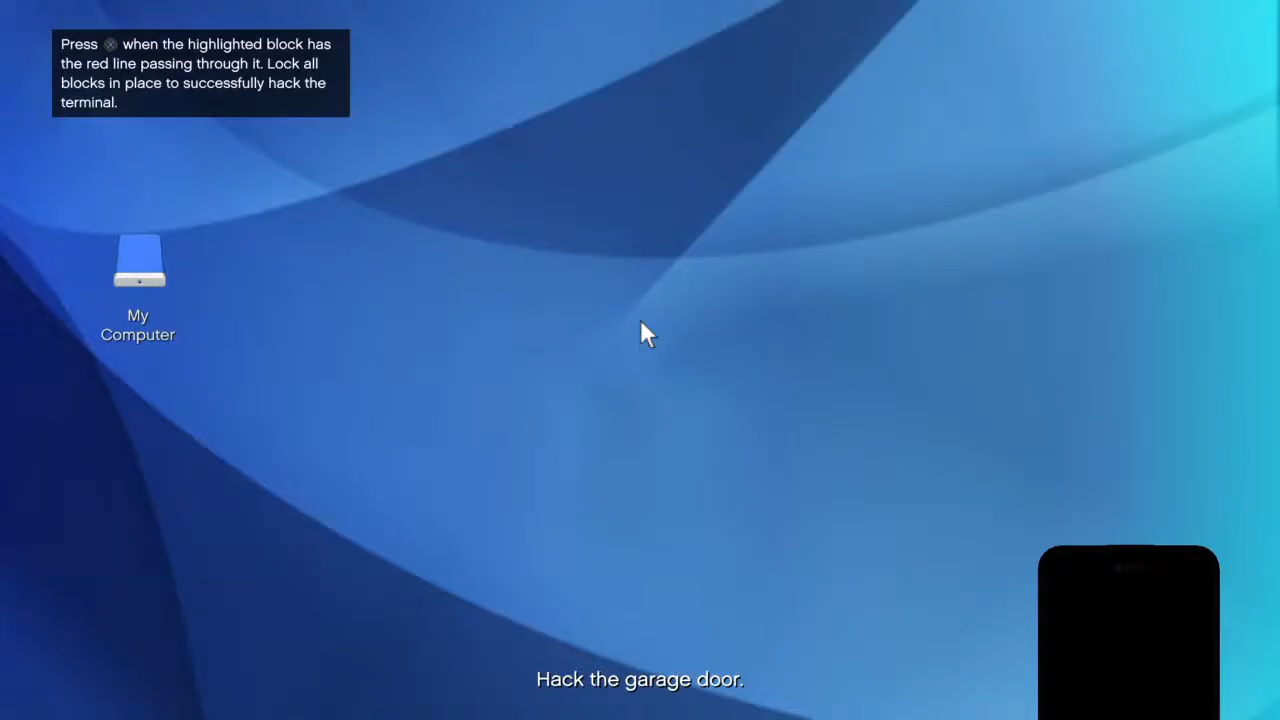 Press ⓧ when the highlighted block has
the red line passing through it. Lock all
blocks in place to successfully hack the
terminal.
My
Computer
Hack the garage door.